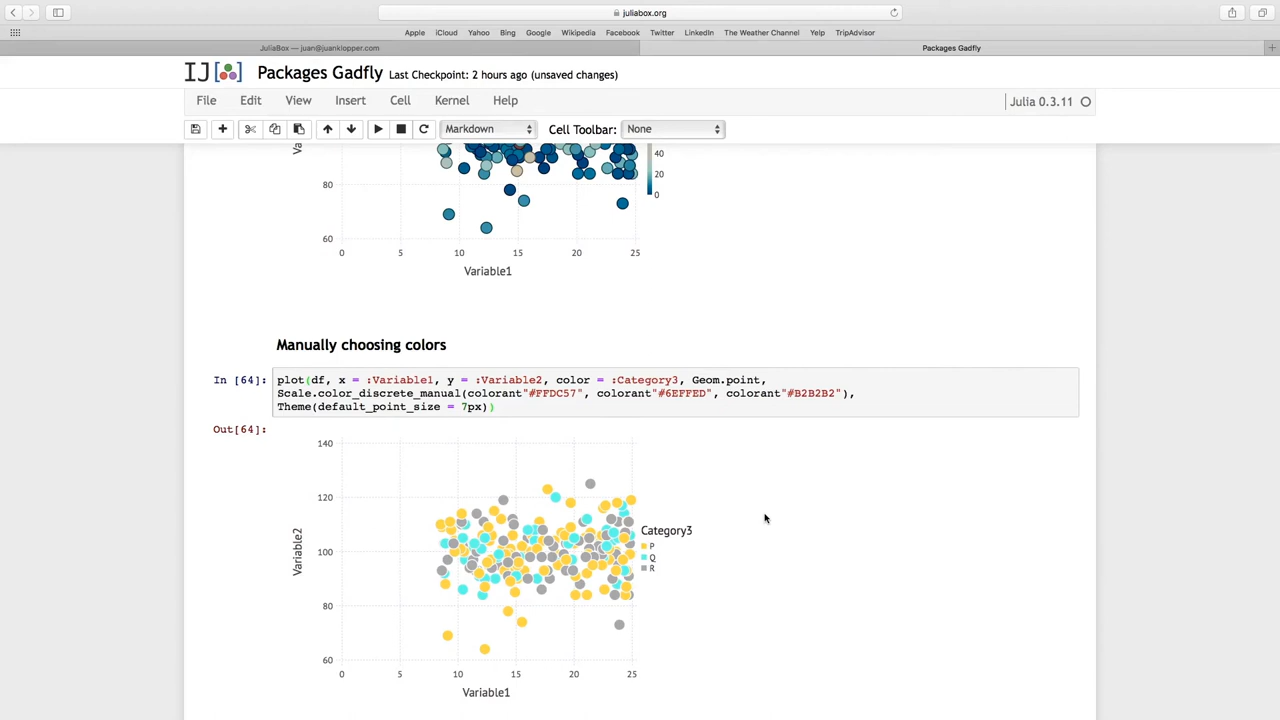 juliabox.org
Apple iCloud Yahoo Bing Google Wikipedia Facebook Twitter LinkedIn The Weather Channel Yelp TripAdvisor
JuliaBox — juan@juanklopper.com Packages Gadfly
IJ[ ] Packages Gadfly Last Checkpoint: 2 hours ago (unsaved changes)
File Edit View Insert Cell Kernel Help Julia 0.3.11
Markdown Cell Toolbar: None
40
20
0
80
60
0 5 10 15 20 25
Variable1
Manually choosing colors
In [64]: plot(df, x = :Variable1, y = :Variable2, color = :Category3, Geom.point,
Scale.color_discrete_manual(colorant"#FFDC57", colorant"#6EFFED", colorant"#B2B2B2"),
Theme(default_point_size = 7px))
Out[64]:
140
120
100
80
60
Variable2
Category3
P
Q
R
0 5 10 15 20 25
Variable1